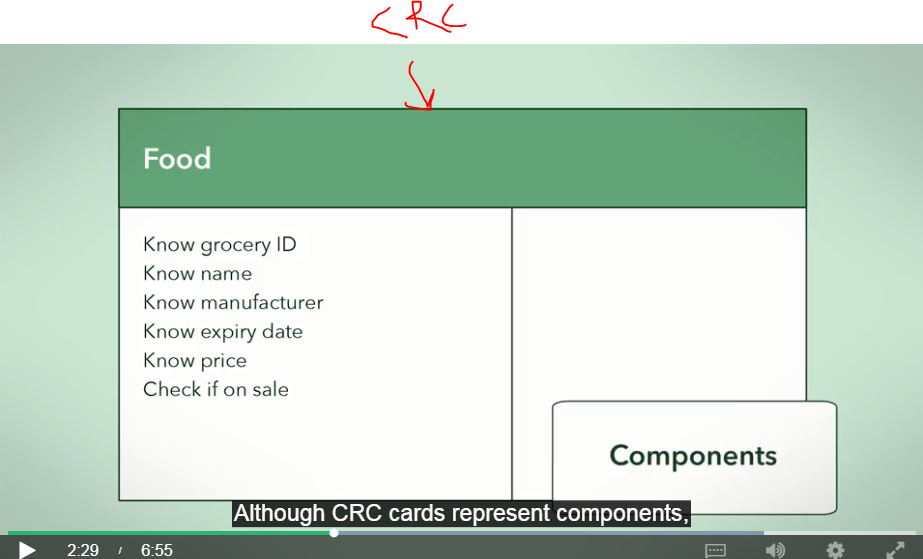 CRC
Food
Know grocery ID
Know name
Know manufacturer
Know expiry date
Know price
Check if on sale
Components
Although CRC cards represent components,
2:29 / 6:55